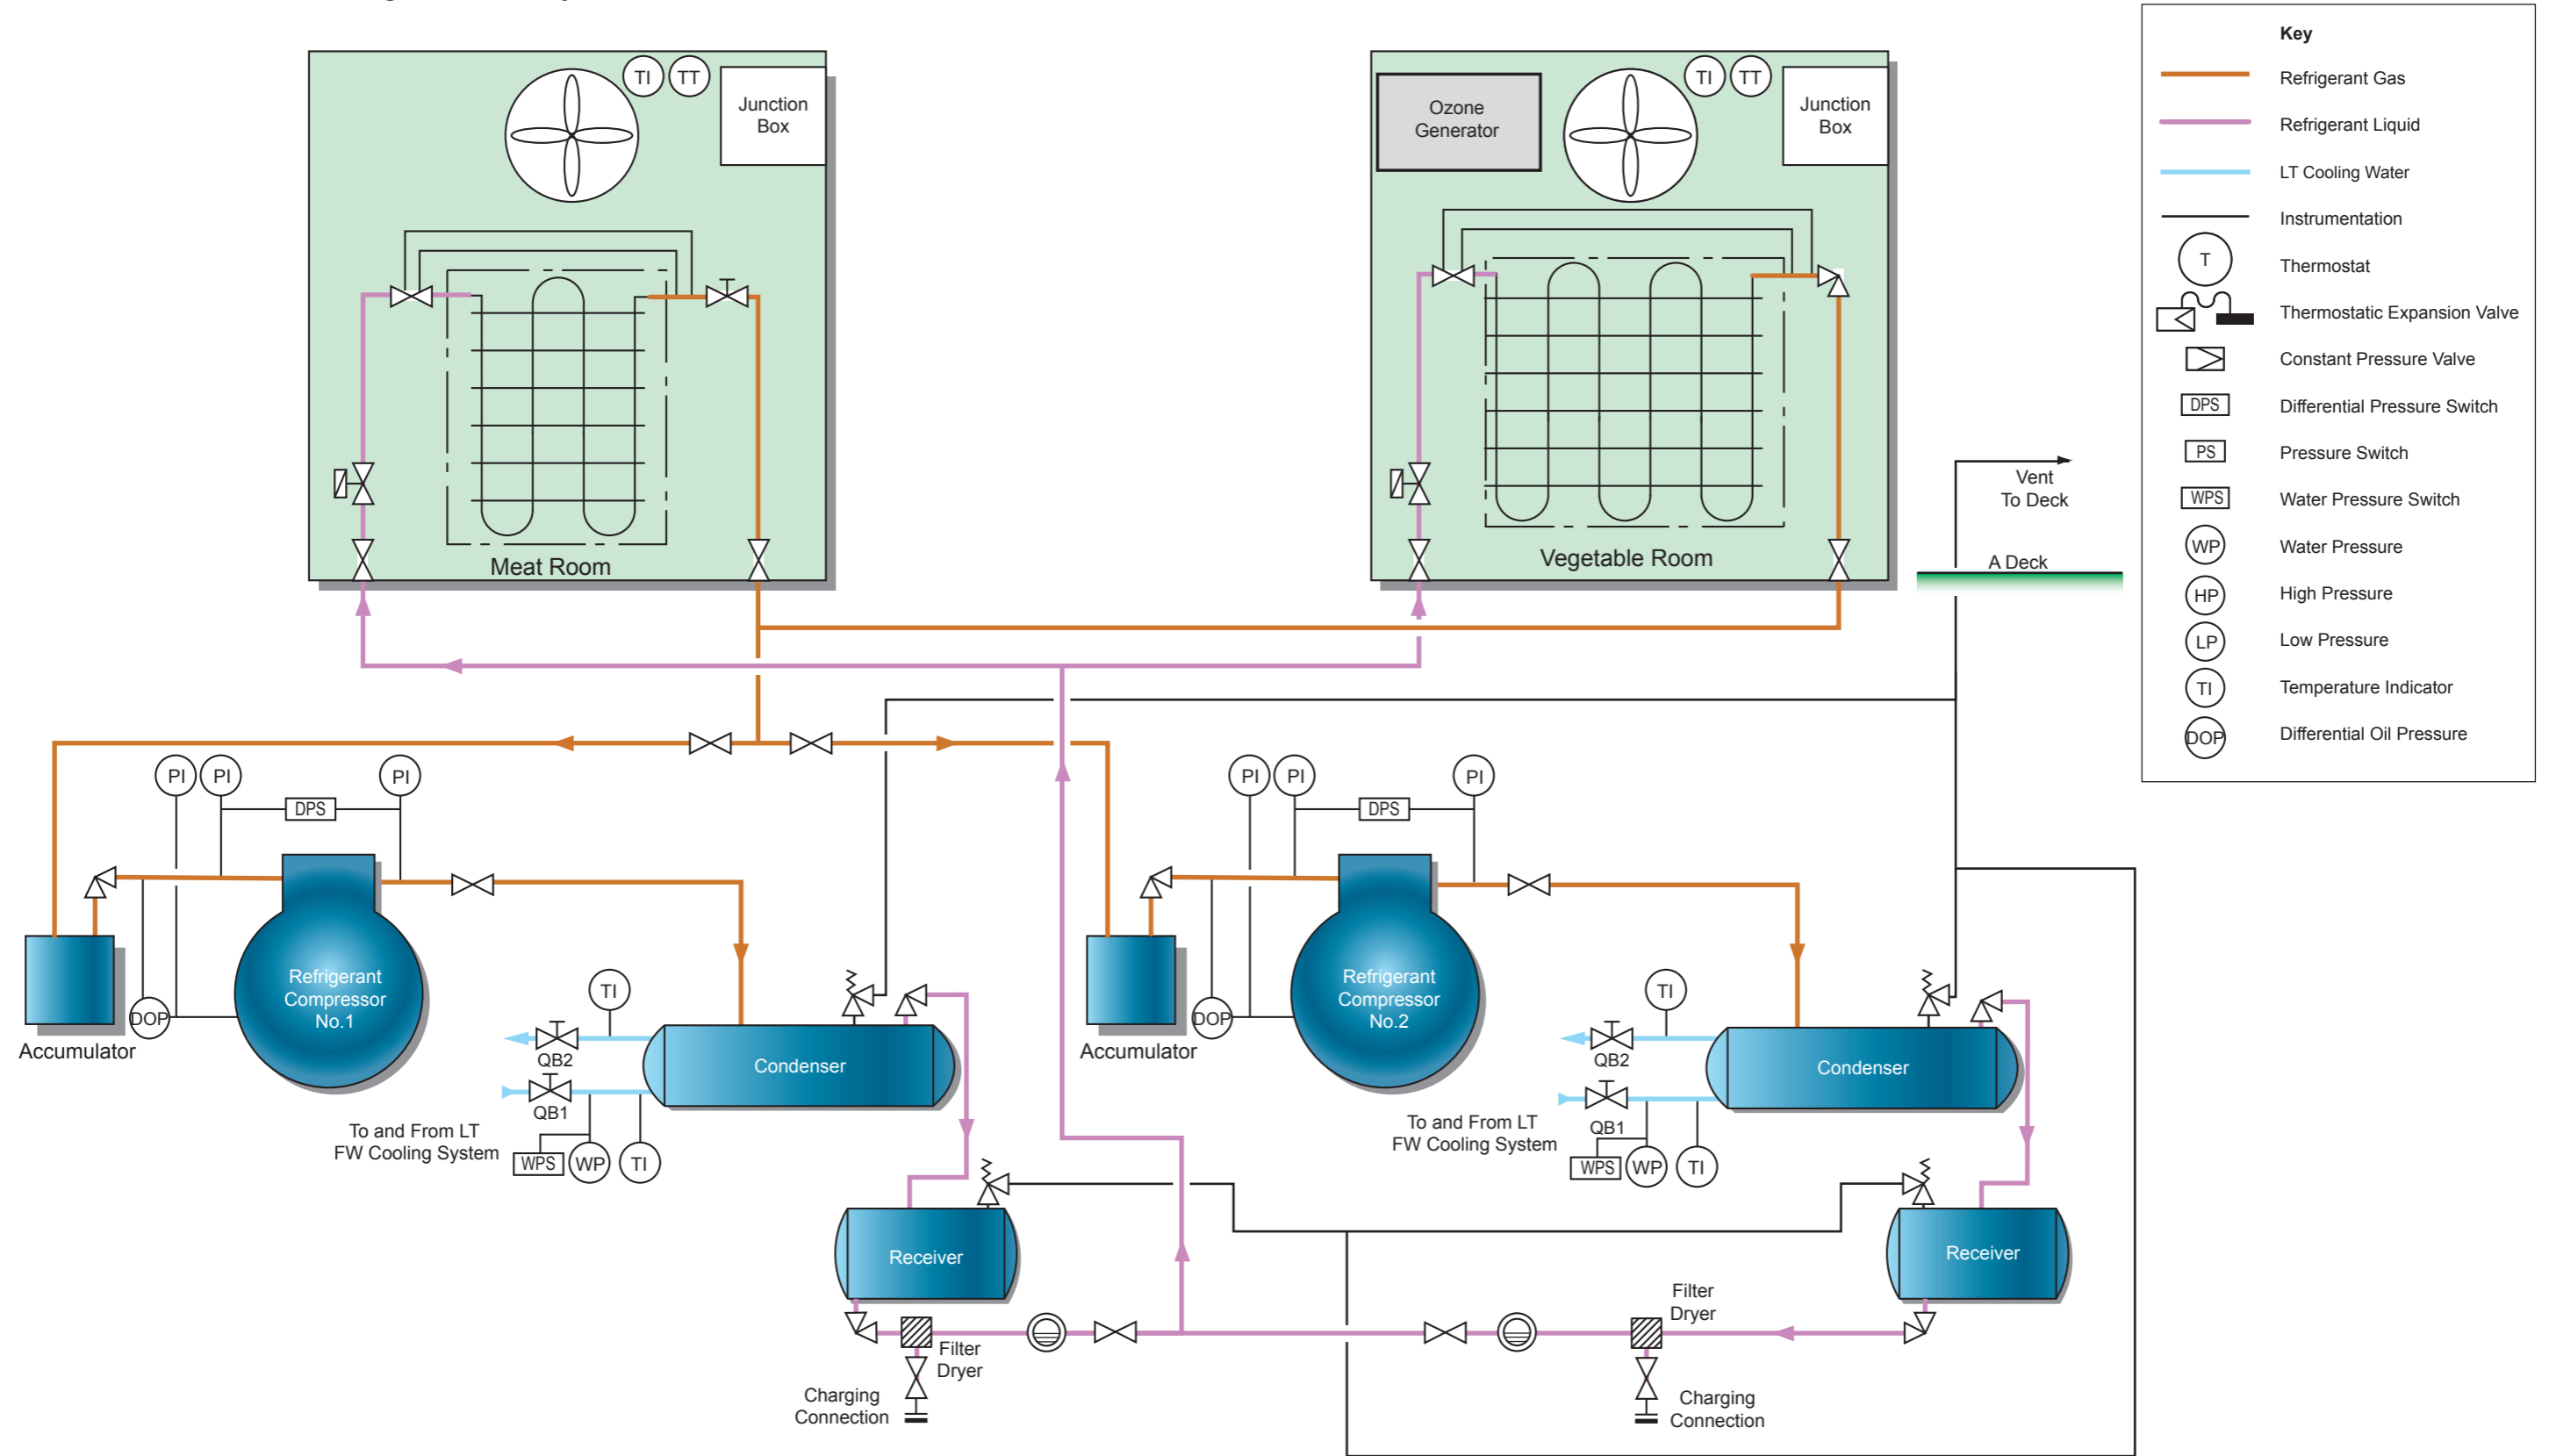 TI
TT
Junction
Box
Meat Room
Ozone
Generator
TI
TT
Junction
Box
Vegetable Room
Vent
To Deck
A Deck
Key
Refrigerant Gas
Refrigerant Liquid
LT Cooling Water
Instrumentation
T
Thermostat
Thermostatic Expansion Valve
Constant Pressure Valve
DPS
Differential Pressure Switch
PS
Pressure Switch
WPS
Water Pressure Switch
WP
Water Pressure
HP
High Pressure
LP
Low Pressure
TI
Temperature Indicator
DOP
Differential Oil Pressure
PI
PI
DPS
PI
Refrigerant
Compressor
No.1
DOP
Accumulator
TI
QB2
QB1
To and From LT
FW Cooling System
WPS
WP
TI
Condenser
Receiver
Filter
Dryer
Charging
Connection
PI
PI
DPS
PI
Refrigerant
Compressor
No.2
DOP
Accumulator
TI
QB2
QB1
To and From LT
FW Cooling System
WPS
WP
TI
Condenser
Receiver
Filter
Dryer
Charging
Connection